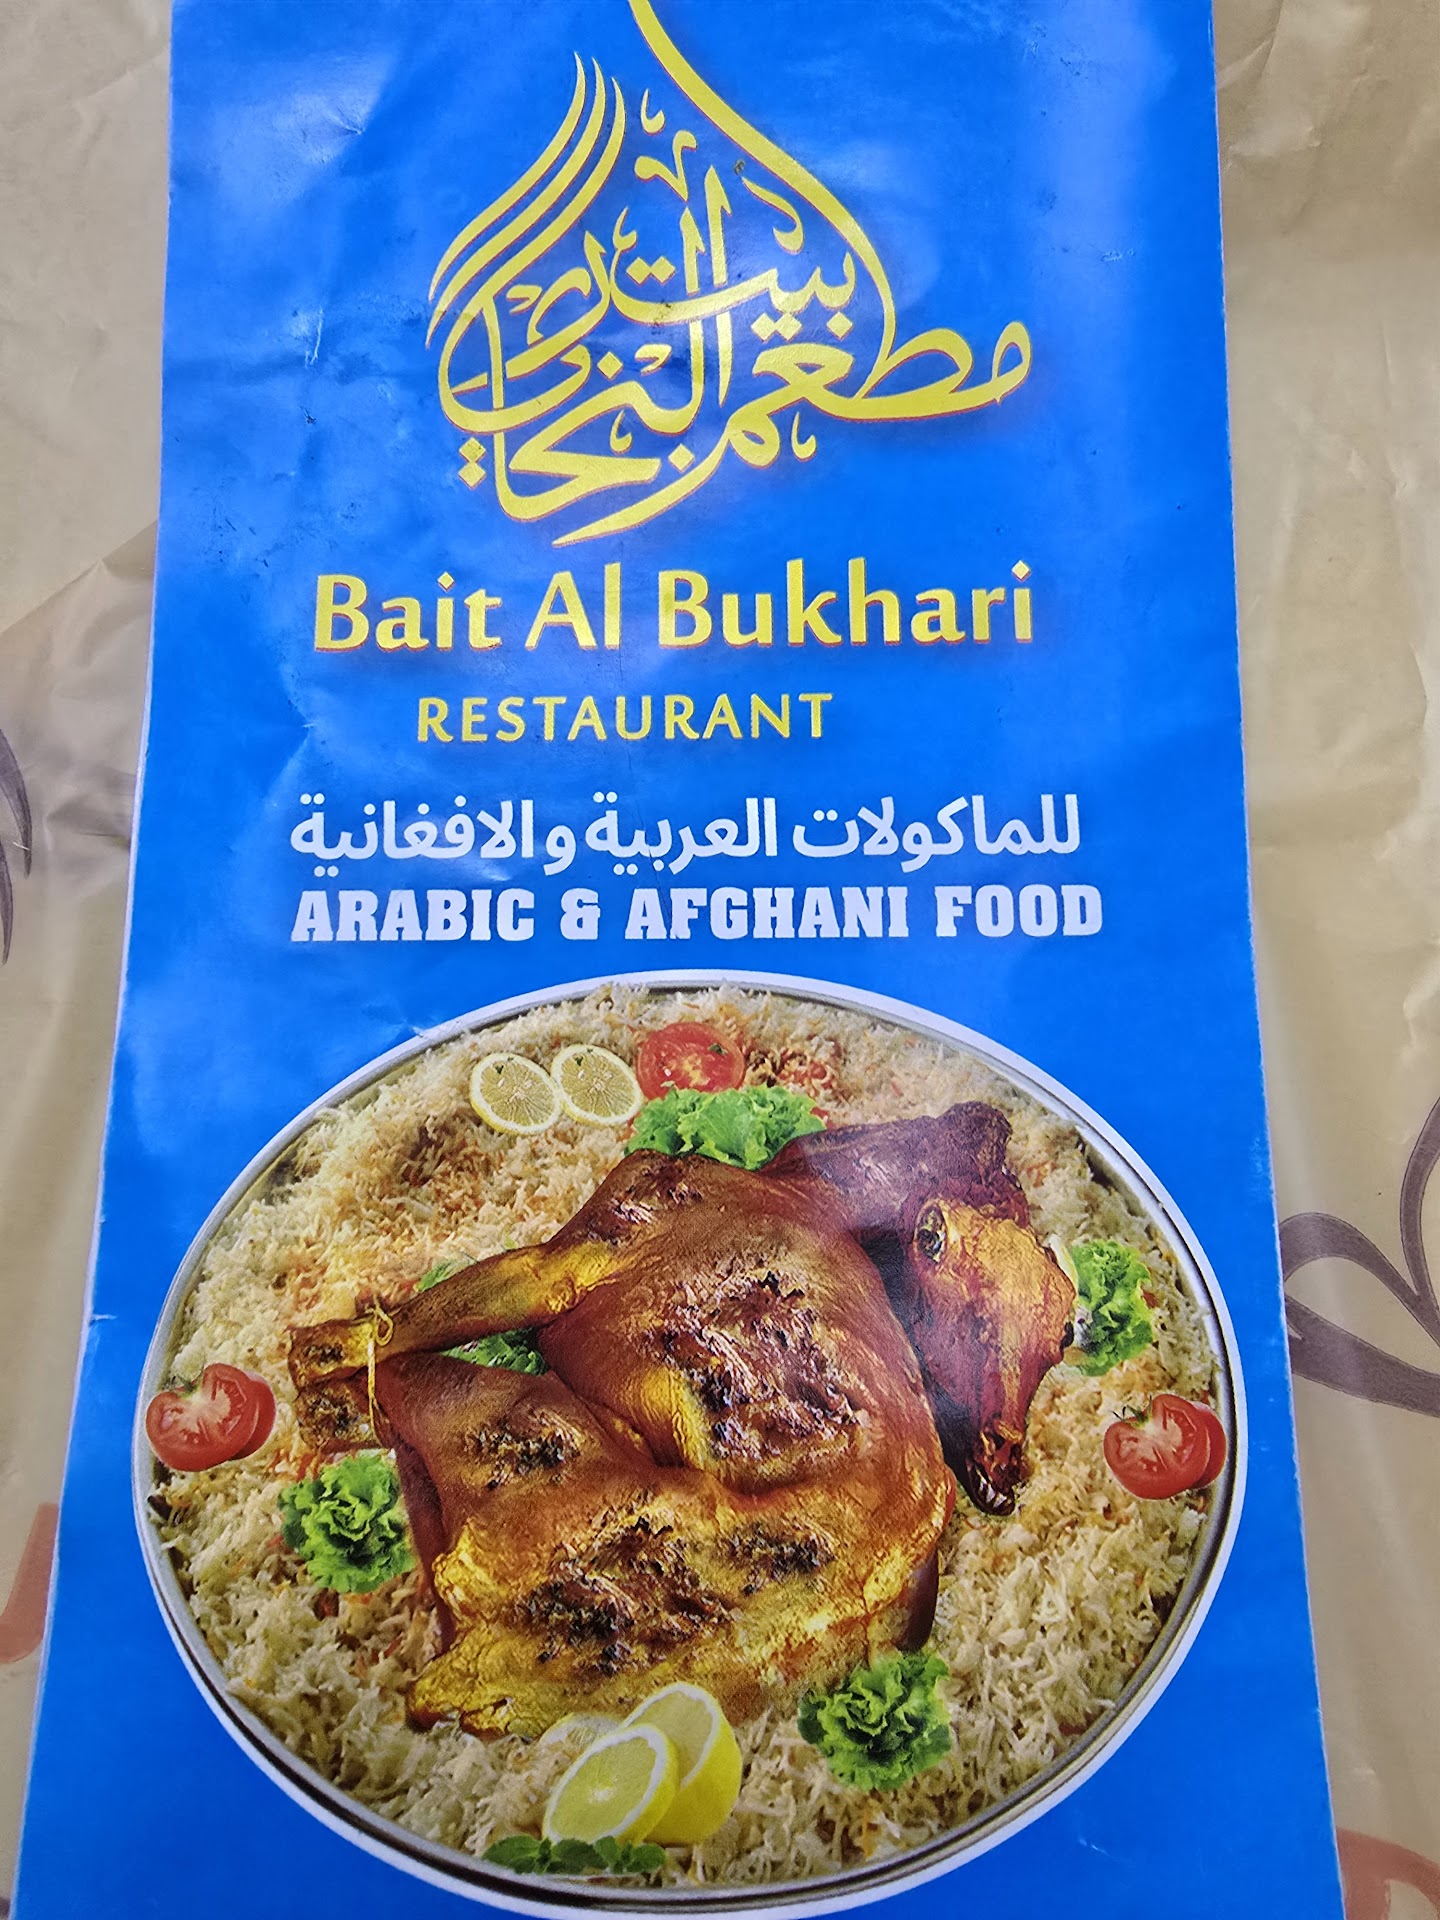 مطعم بيت البخاري
Bait Al Bukhari
RESTAURANT
للماكولات العربية والافغانية
ARABIC & AFGHANI FOOD